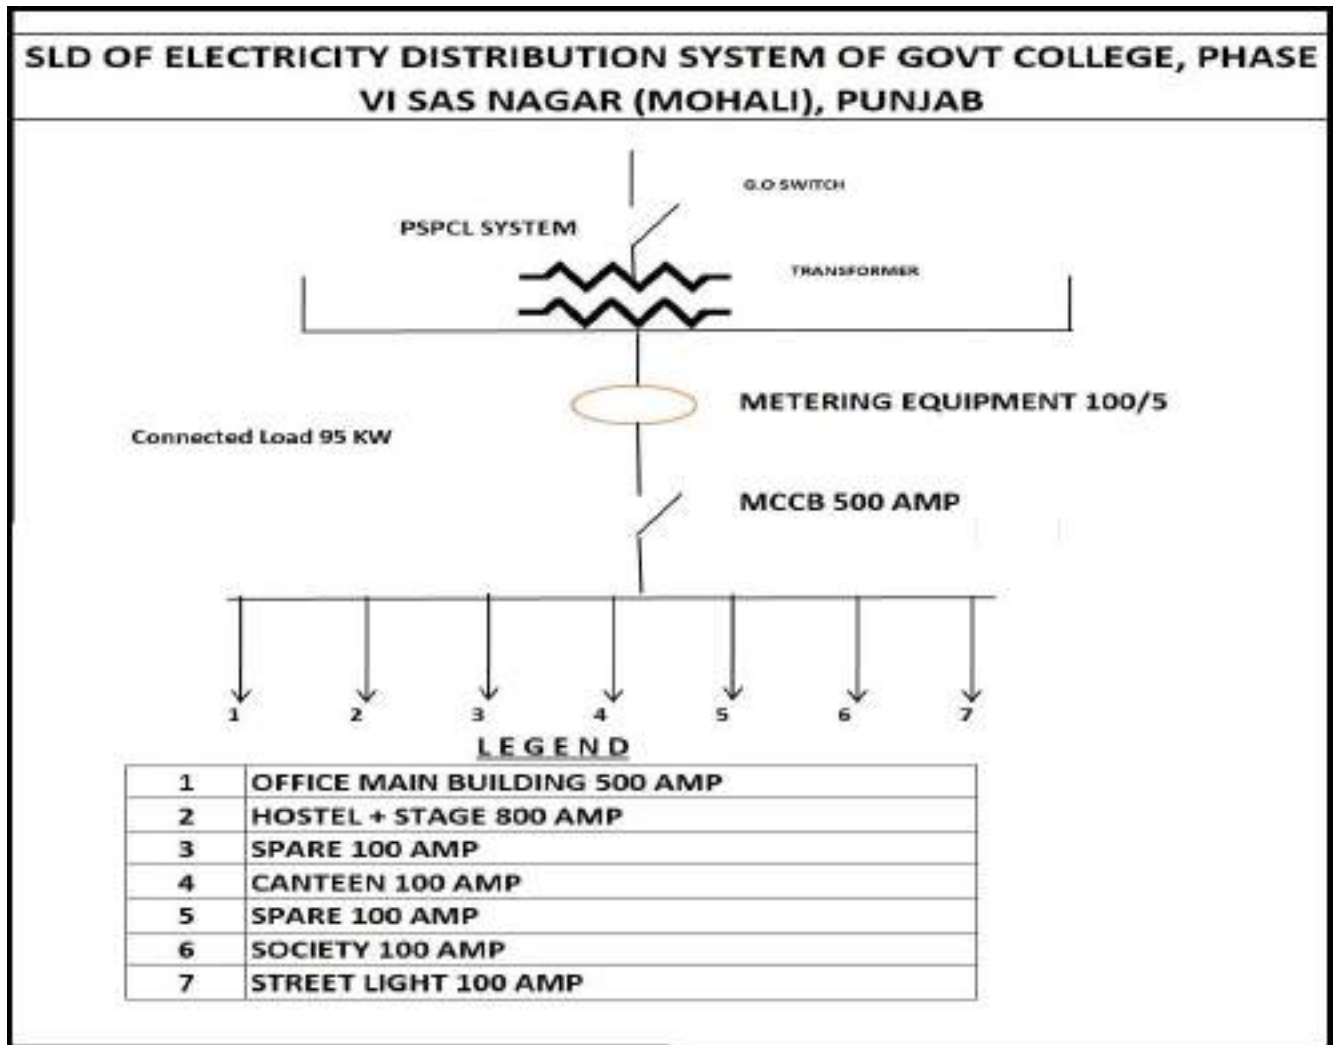 SLD OF ELECTRICITY DISTRIBUTION SYSTEM OF GOVT COLLEGE, PHASE
VI SAS NAGAR (MOHALI), PUNJAB
G.O SWITCH
PSPCL SYSTEM
TRANSFORMER
METERING EQUIPMENT 100/5
Connected Load 95 KW
MCCB 500 AMP
1 2 3 4 5 6 7
LEGEND
1 OFFICE MAIN BUILDING 500 AMP
2 HOSTEL + STAGE 800 AMP
3 SPARE 100 AMP
4 CANTEEN 100 AMP
5 SPARE 100 AMP
6 SOCIETY 100 AMP
7 STREET LIGHT 100 AMP